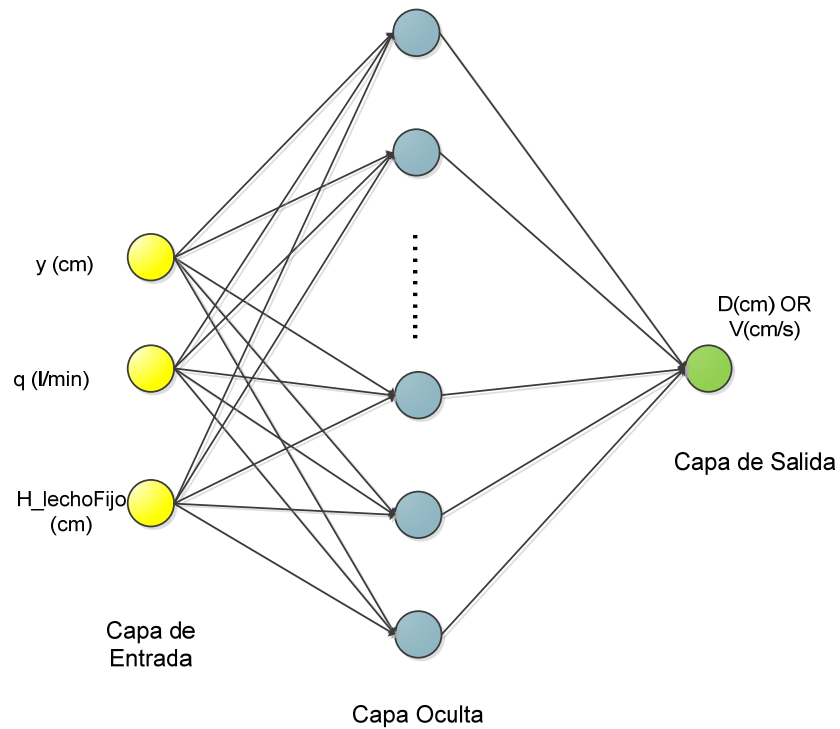 y (cm)
q (l/min)
H_lechoFijo
(cm)
Capa de
Entrada
Capa Oculta
D(cm) OR
V(cm/s)
Capa de Salida